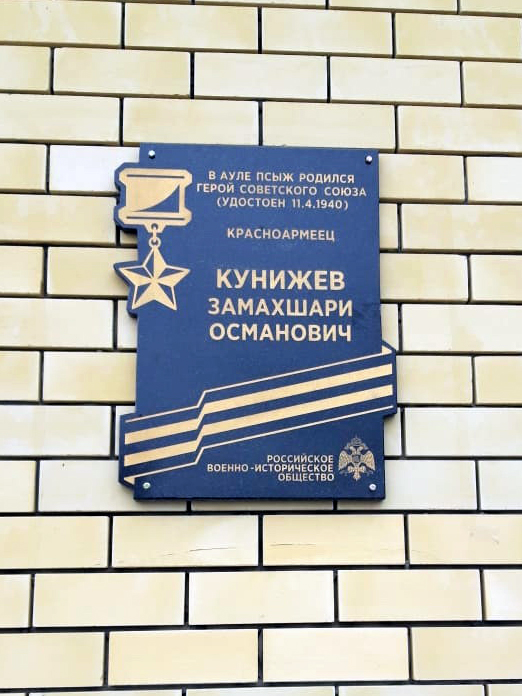 В АУЛЕ ПСЫЖ РОДИЛСЯ
ГЕРОЙ СОВЕТСКОГО СОЮЗА
(УДОСТОЕН 11.4.1940)
КРАСНОАРМЕЕЦ
КУНИЖЕВ
ЗАМАХШАРИ
ОСМАНОВИЧ
РОССИЙСКОЕ
ВОЕННО-ИСТОРИЧЕСКОЕ
ОБЩЕСТВО